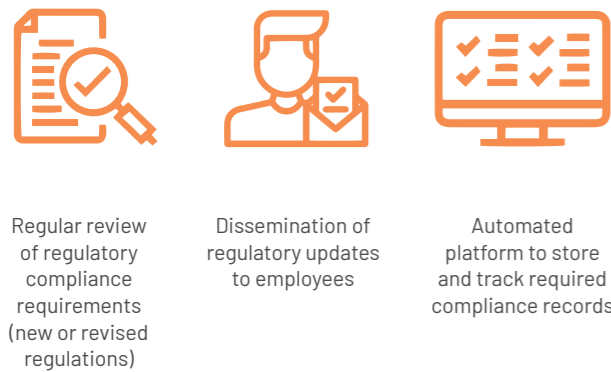 Regular review
of regulatory
compliance
requirements
(new or revised
regulations)
Dissemination of
regulatory updates
to employees
Automated
platform to store
and track required
compliance records